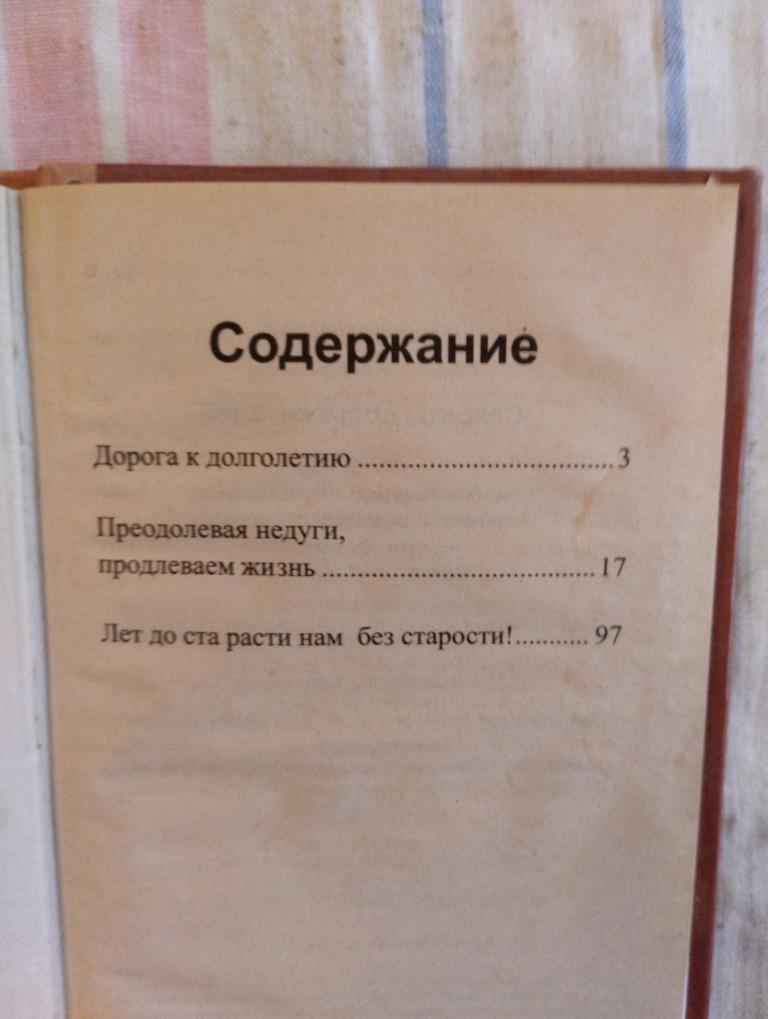 Содержание
Дорога к долголетию ................................... 3
Преодолевая недуги,
продлеваем жизнь ..................................... 17
Лет до ста расти нам без старости!.......... 97